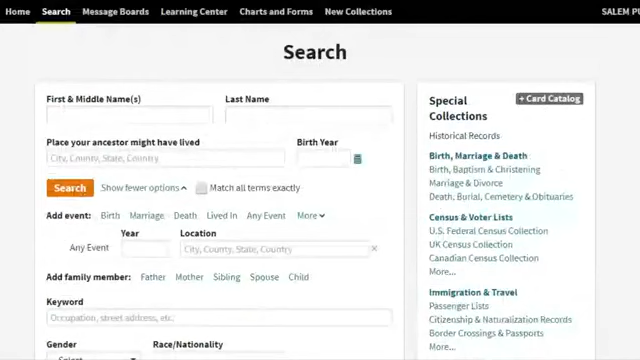 Home Search Message Boards Learning Center Charts and Forms New Collections SALEM PU
Search
First & Middle Name(s) Last Name
Place your ancestor might have lived Birth Year
City, County, State, Country
Search Show fewer options Match all terms exactly
Add event: Birth Marriage Death Lived In Any Event More
Year Location
Any Event City, County, State, Country
Add family member: Father Mother Sibling Spouse Child
Keyword
Occupation, street address, etc.
Gender Race/Nationality
Select
Special + Card Catalog
Collections
Historical Records
Birth, Marriage & Death
Birth, Baptism & Christening
Marriage & Divorce
Death, Burial, Cemetery & Obituaries
Census & Voter Lists
U.S. Federal Census Collection
UK Census Collection
Canadian Census Collection
More...
Immigration & Travel
Passenger Lists
Citizenship & Naturalization Records
Border Crossings & Passports
More...